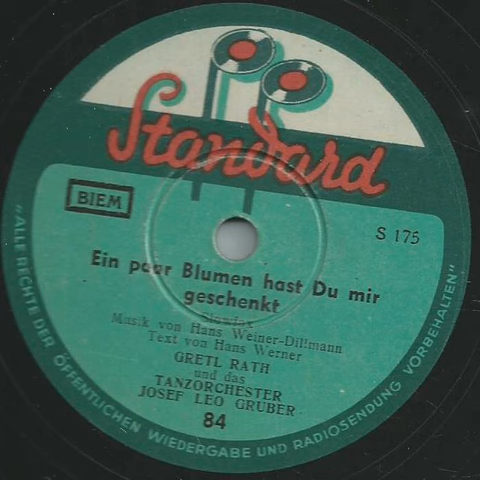 Standard
BIEM
S 175
Ein paar Blumen hast Du mir
geschenkt
Slowfox
Musik von Hans Weiner-Dillmann
Text von Hans Werner
GRETL RATH
und das
TANZORCHESTER
JOSEF LEO GRUBER
84
„ALLE RECHTE DER ÖFFENTLICHEN WIEDERGABE UND RADIOSENDUNG VORBEHALTEN"